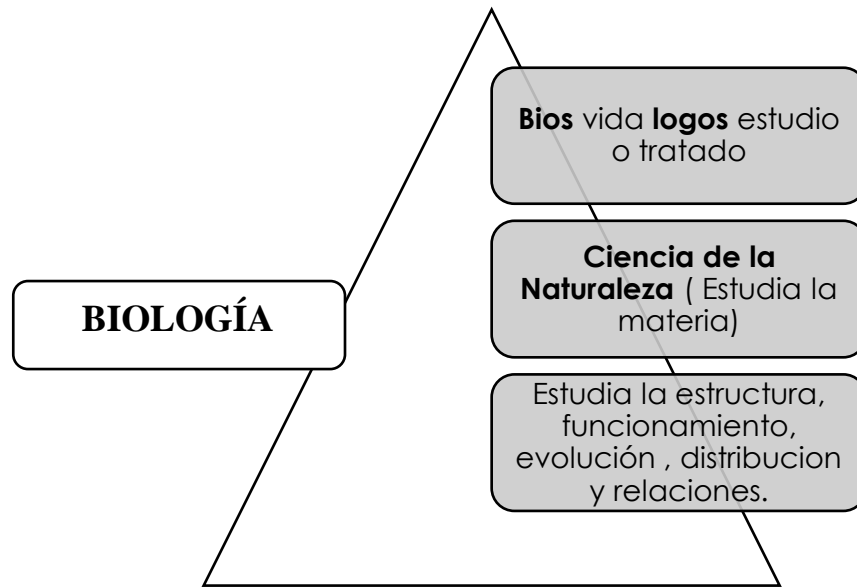 Bios vida logos estudio
o tratado
Ciencia de la
Naturaleza ( Estudia la
materia)
BIOLOGÍA
Estudia la estructura,
funcionamiento,
evolución , distribucion
y relaciones.